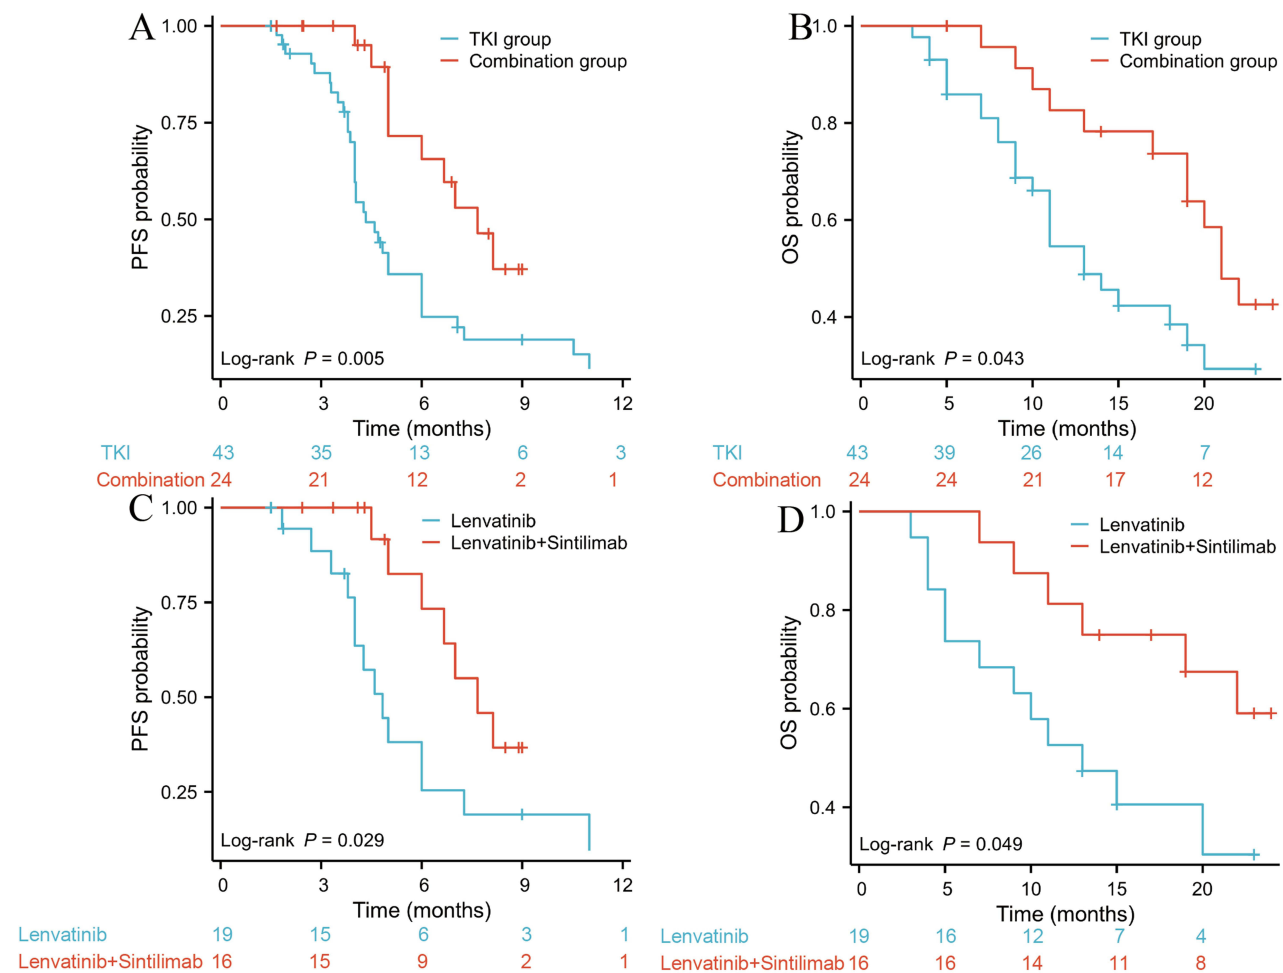 A
1.00
0.75
0.50
0.25
PFS probability
TKI group
Combination group
Log-rank P = 0.005
0 3 6 9 12
Time (months)
TKI 43 35 13 6 3
Combination 24 21 12 2 1
B
1.0
0.8
0.6
0.4
OS probability
TKI group
Combination group
Log-rank P = 0.043
0 5 10 15 20
Time (months)
TKI 43 39 26 14 7
Combination 24 24 21 17 12
C
1.00
0.75
0.50
0.25
PFS probability
Lenvatinib
Lenvatinib+Sintilimab
Log-rank P = 0.029
0 3 6 9 12
Time (months)
Lenvatinib 19 15 6 3 1
Lenvatinib+Sintilimab 16 15 9 2 1
D
1.0
0.8
0.6
0.4
OS probability
Lenvatinib
Lenvatinib+Sintilimab
Log-rank P = 0.049
0 5 10 15 20
Time (months)
Lenvatinib 19 16 12 7 4
Lenvatinib+Sintilimab 16 16 14 11 8